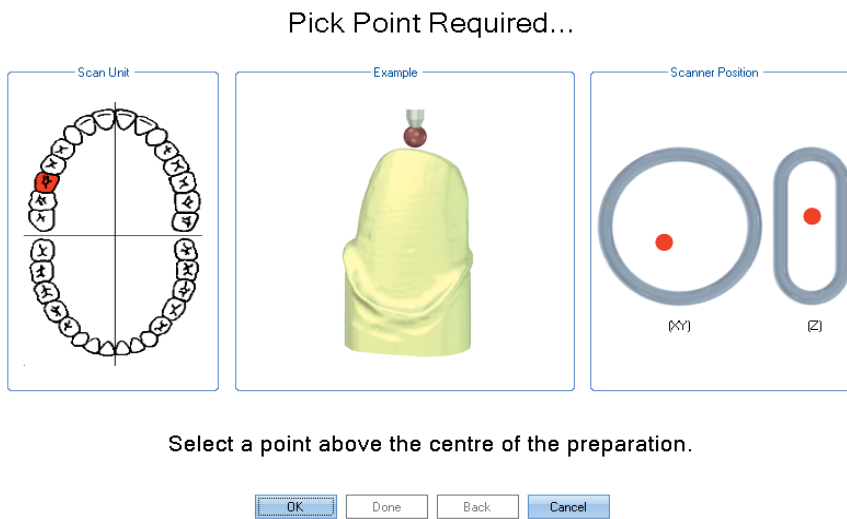 Pick Point Required...
Scan Unit
Example
Scanner Position
(XY)
(Z)
Select a point above the centre of the preparation.
OK
Done
Back
Cancel